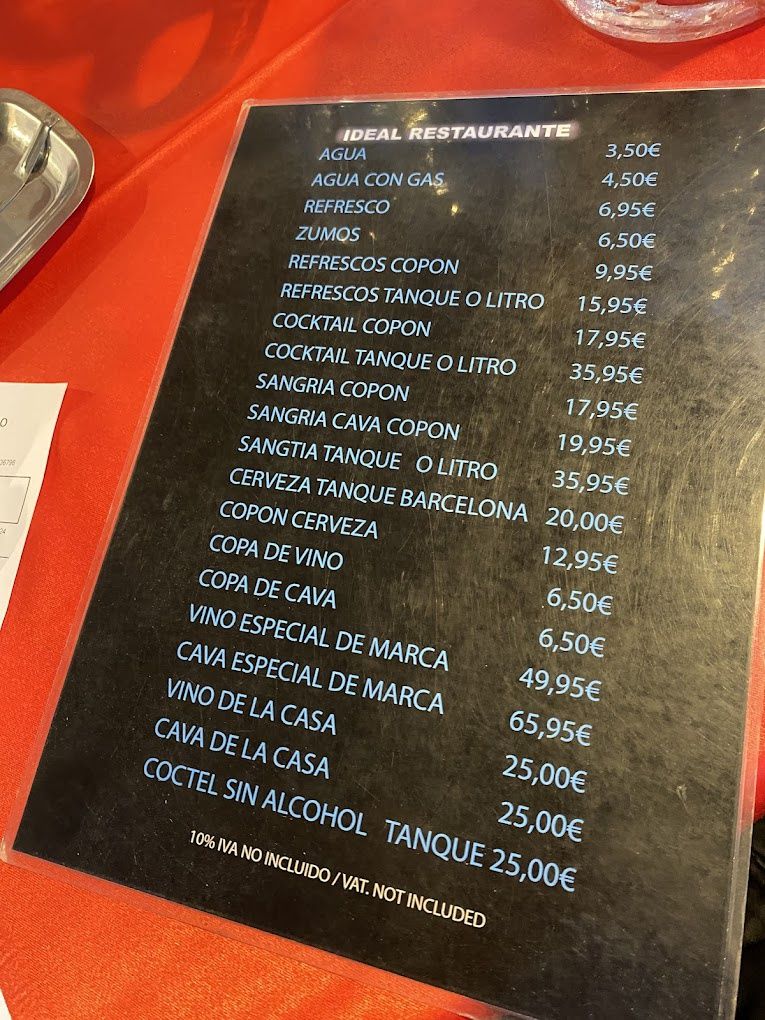 IDEAL RESTAURANTE
AGUA 3,50€
AGUA CON GAS 4,50€
REFRESCO 6,95€
ZUMOS 6,50€
REFRESCOS COPON 9,95€
REFRESCOS TANQUE O LITRO 15,95€
COCKTAIL COPON 17,95€
COCKTAIL TANQUE O LITRO 35,95€
SANGRIA COPON 17,95€
SANGRIA CAVA COPON 19,95€
SANGTIA TANQUE O LITRO 35,95€
CERVEZA TANQUE BARCELONA 20,00€
COPON CERVEZA 12,95€
COPA DE VINO 6,50€
COPA DE CAVA 6,50€
VINO ESPECIAL DE MARCA 49,95€
CAVA ESPECIAL DE MARCA 65,95€
VINO DE LA CASA 25,00€
CAVA DE LA CASA 25,00€
COCTEL SIN ALCOHOL TANQUE 25,00€
10% IVA NO INCLUIDO / VAT. NOT INCLUDED